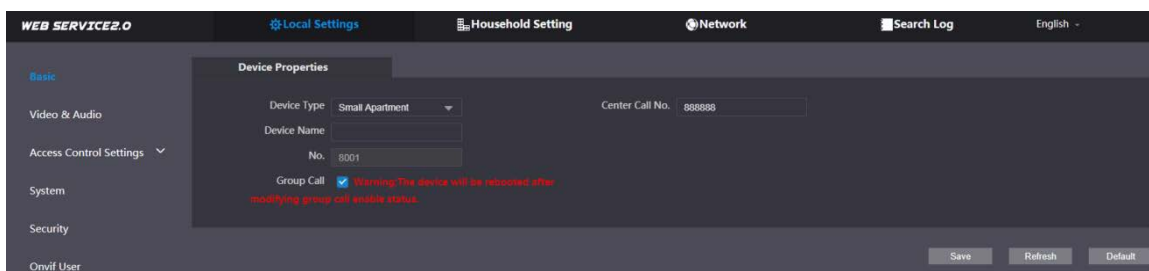 WEB SERVICE2.0 Local Settings Household Setting Network Search Log English
Basic
Video & Audio
Access Control Settings
System
Security
Onvif User
Device Properties
Device Type Small Apartment Center Call No. 888888
Device Name
No. 8001
Group Call Warning:The device will be rebooted after
modifying group call enable status.
Save Refresh Default